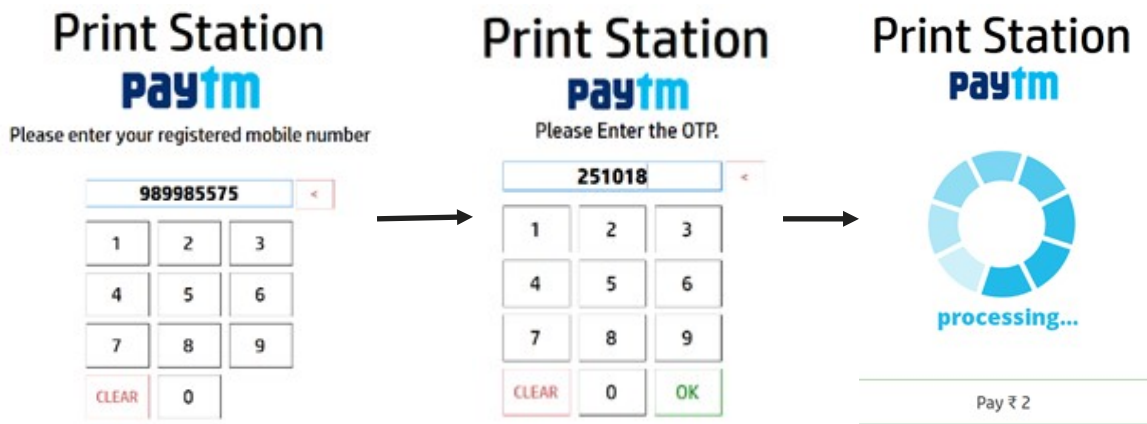 Print Station
paytm
Please enter your registered mobile number
989985575 <
1 2 3
4 5 6
7 8 9
CLEAR 0
Print Station
paytm
Please Enter the OTP.
251018 <
1 2 3
4 5 6
7 8 9
CLEAR 0 OK
Print Station
paytm
processing...
Pay ₹ 2